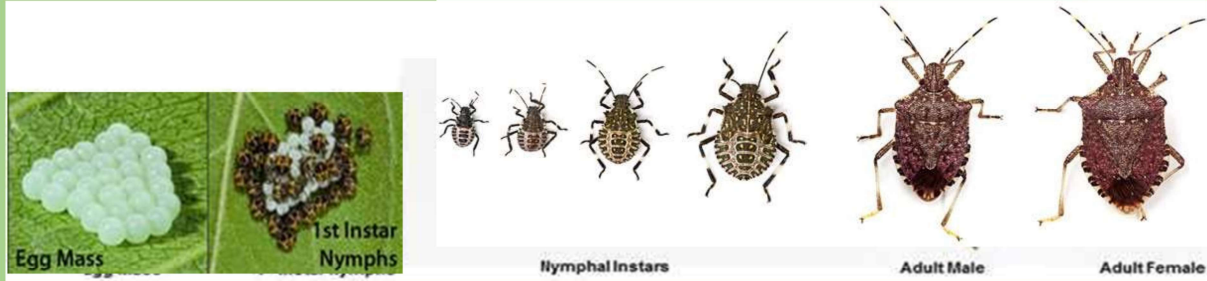 Egg Mass
1st Instar
Nymphs
Nymphal Instars
Adult Male
Adult Female